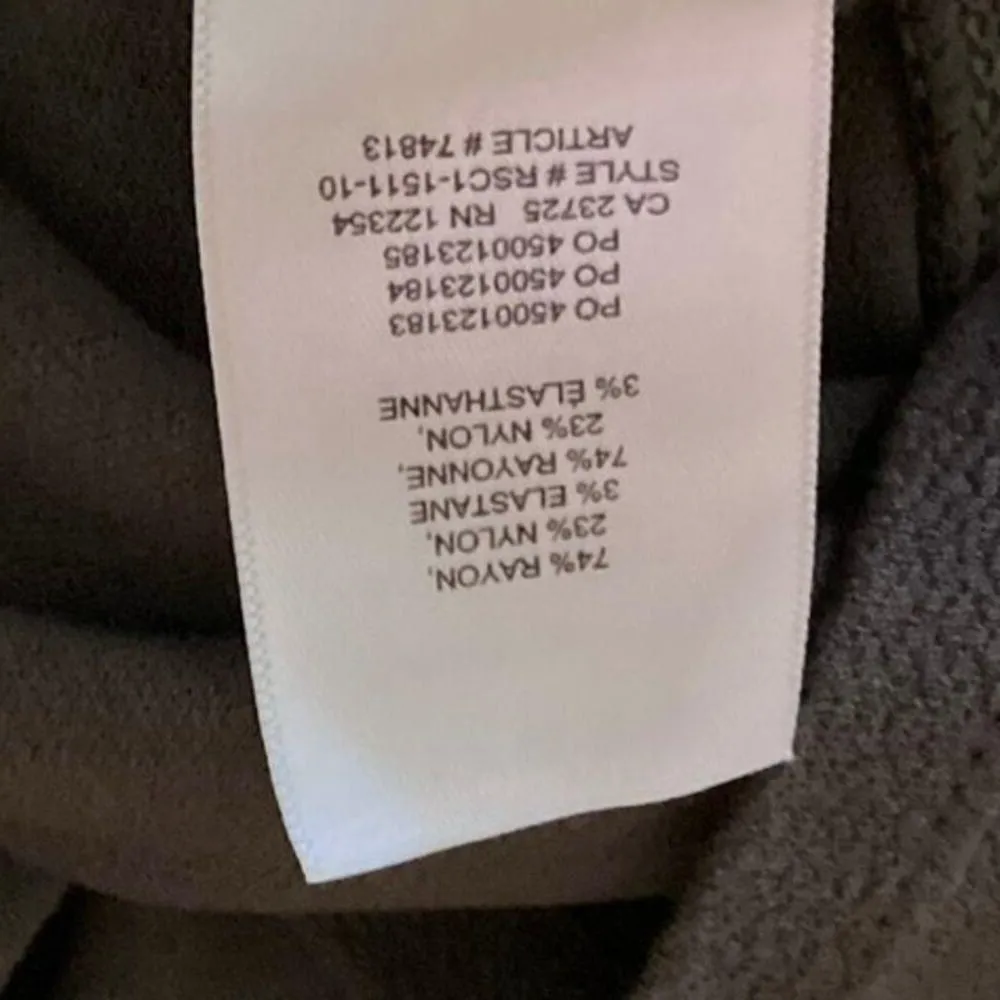 74% RAYON,
23% NYLON,
3% ELASTANE
74% RAYONNE,
23% NYLON,
3% ÉLASTHANNE
PO 4500123183
PO 4500123184
PO 4500123185
CA 23725 RN 122354
STYLE # RSC1-1511-10
ARTICLE # 74813